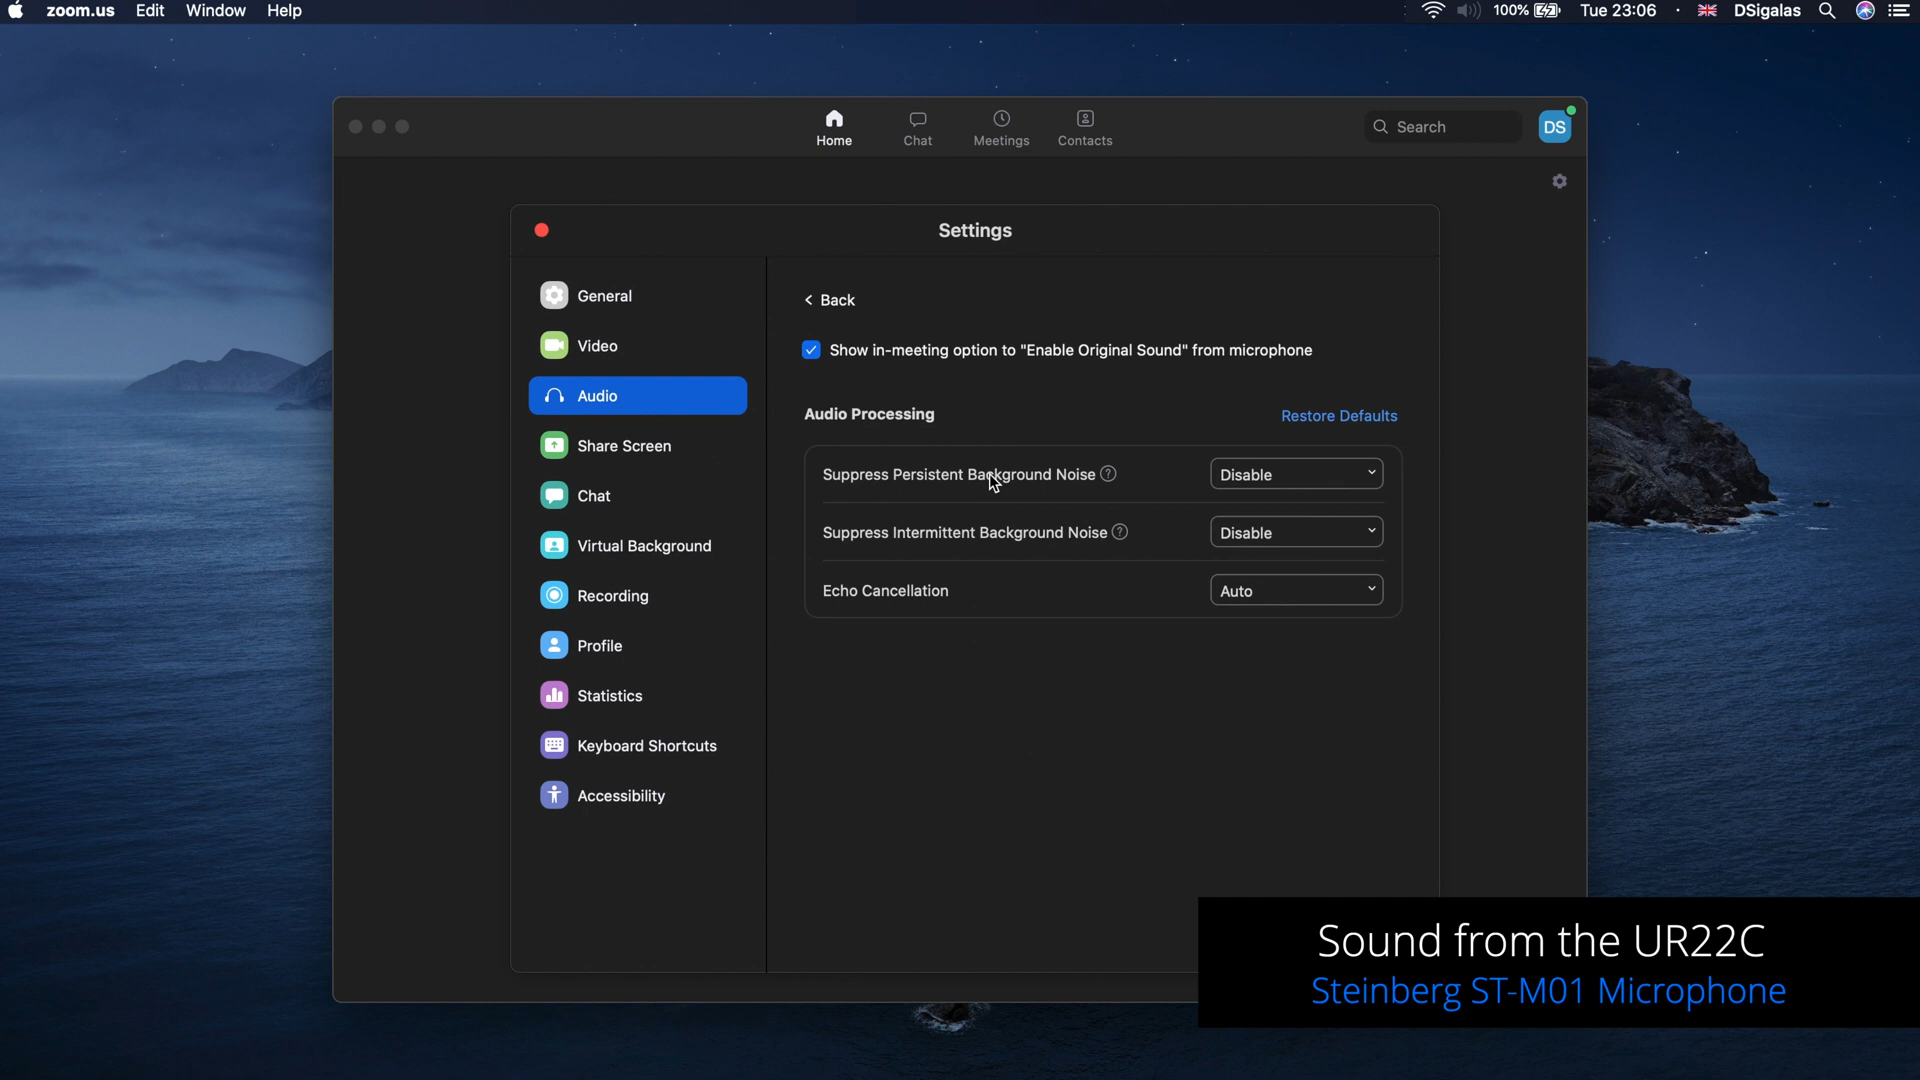 zoom.us Edit Window Help
100% Tue 23:06 DSigalas
Home Chat Meetings Contacts
Search
DS
Settings
General
Video
Audio
Share Screen
Chat
Virtual Background
Recording
Profile
Statistics
Keyboard Shortcuts
Accessibility
< Back
Show in-meeting option to "Enable Original Sound" from microphone
Audio Processing Restore Defaults
Suppress Persistent Background Noise ? Disable
Suppress Intermittent Background Noise ? Disable
Echo Cancellation Auto
Sound from the UR22C
Steinberg ST-M01 Microphone